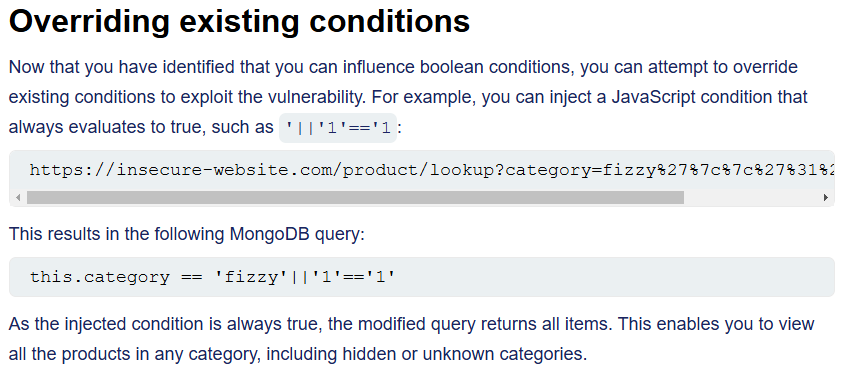 Overriding existing conditions
Now that you have identified that you can influence boolean conditions, you can attempt to override
existing conditions to exploit the vulnerability. For example, you can inject a JavaScript condition that
always evaluates to true, such as '||'1'=='1 :
https://insecure-website.com/product/lookup?category=fizzy%27%7c%7c%27%31%2
This results in the following MongoDB query:
this.category == 'fizzy'||'1'=='1'
As the injected condition is always true, the modified query returns all items. This enables you to view
all the products in any category, including hidden or unknown categories.